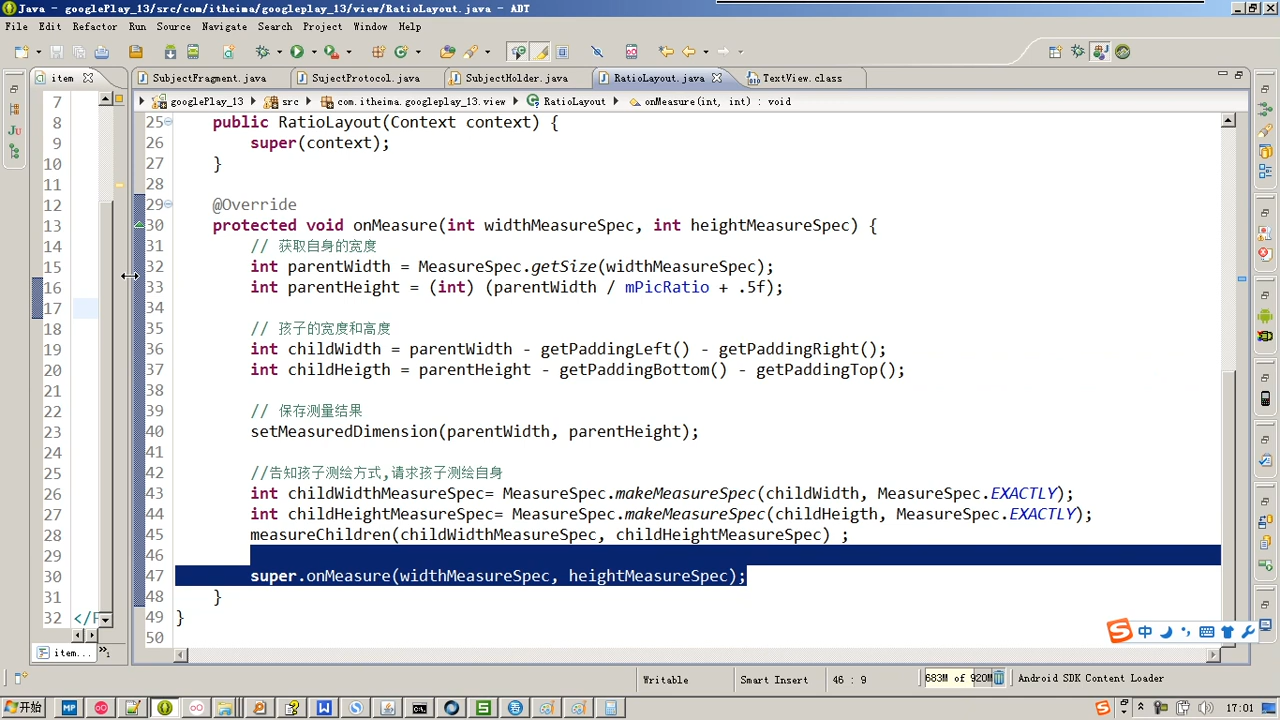 Java - googlePlay_13/src/com/itheima/googleplay_13/view/RatioLayout.java - ADT
File Edit Refactor Run Source Navigate Search Project Window Help
item SubjectFragment.java SujectProtocol.java SubjectHolder.java RatioLayout.java TextView.class
googlePlay_13 src com.itheima.googleplay_13.view RatioLayout onMeasure(int, int) : void
7
8
9
10
11
12
13
14
15
16
17
18
19
20
21
22
23
24
25
26
27
28
29
30
31
32 </F
25 public RatioLayout(Context context) {
26 super(context);
27 }
28
29 @Override
30 protected void onMeasure(int widthMeasureSpec, int heightMeasureSpec) {
31 // 获取自身的宽度
32 int parentWidth = MeasureSpec.getSize(widthMeasureSpec);
33 int parentHeight = (int) (parentWidth / mPicRatio + .5f);
34
35 // 孩子的宽度和高度
36 int childWidth = parentWidth - getPaddingLeft() - getPaddingRight();
37 int childHeigth = parentHeight - getPaddingBottom() - getPaddingTop();
38
39 // 保存测量结果
40 setMeasuredDimension(parentWidth, parentHeight);
41
42 //告知孩子测绘方式,请求孩子测绘自身
43 int childWidthMeasureSpec= MeasureSpec.makeMeasureSpec(childWidth, MeasureSpec.EXACTLY);
44 int childHeightMeasureSpec= MeasureSpec.makeMeasureSpec(childHeigth, MeasureSpec.EXACTLY);
45 measureChildren(childWidthMeasureSpec, childHeightMeasureSpec) ;
46
47 super.onMeasure(widthMeasureSpec, heightMeasureSpec);
48 }
49 }
50
中
item...
Writable Smart Insert 46 : 9 683M of 920M Android SDK Content Loader
开始 17:01